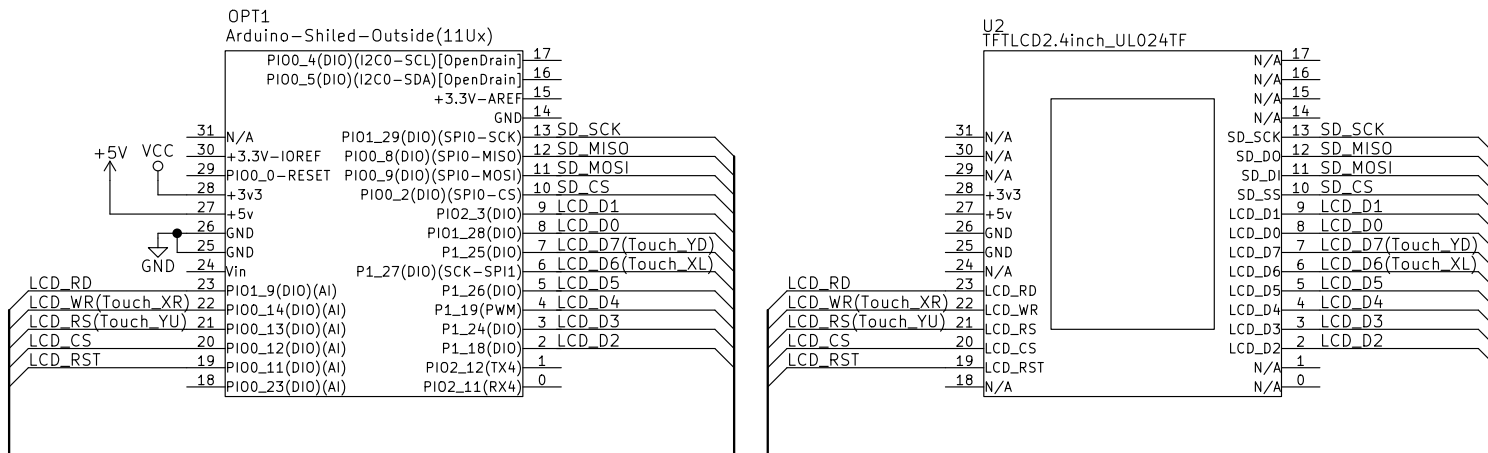 OPT1
Arduino-Shiled-Outside(11Ux)
PIO0_4(DIO)(I2C0-SCL)[OpenDrain] 17
PIO0_5(DIO)(I2C0-SDA)[OpenDrain] 16
+3.3V-AREF 15
GND 14
31 N/A PIO1_29(DIO)(SPI0-SCK) 13 SD_SCK
+5V VCC 30 +3.3V-IOREF PIO0_8(DIO)(SPI0-MISO) 12 SD_MISO
29 PIO0_0-RESET PIO0_9(DIO)(SPI0-MOSI) 11 SD_MOSI
28 +3v3 PIO0_2(DIO)(SPI0-CS) 10 SD_CS
27 +5v PIO2_3(DIO) 9 LCD_D1
26 GND PIO1_28(DIO) 8 LCD_D0
25 GND P1_25(DIO) 7 LCD_D7(Touch_YD)
GND 24 Vin P1_27(DIO)(SCK-SPI1) 6 LCD_D6(Touch_XL)
LCD_RD 23 PIO1_9(DIO)(AI) P1_26(DIO) 5 LCD_D5
LCD_WR(Touch_XR) 22 PIO0_14(DIO)(AI) P1_19(PWM) 4 LCD_D4
LCD_RS(Touch_YU) 21 PIO0_13(DIO)(AI) P1_24(DIO) 3 LCD_D3
LCD_CS 20 PIO0_12(DIO)(AI) P1_18(DIO) 2 LCD_D2
LCD_RST 19 PIO0_11(DIO)(AI) PIO2_12(TX4) 1
18 PIO0_23(DIO)(AI) PIO2_11(RX4) 0
U2
TFTLCD2.4inch_UL024TF
N/A 17
N/A 16
N/A 15
N/A 14
31 N/A SD_SCK 13 SD_SCK
30 N/A SD_DO 12 SD_MISO
29 N/A SD_DI 11 SD_MOSI
28 +3v3 SD_SS 10 SD_CS
27 +5v LCD_D1 9 LCD_D1
26 GND LCD_D0 8 LCD_D0
25 GND LCD_D7 7 LCD_D7(Touch_YD)
24 N/A LCD_D6 6 LCD_D6(Touch_XL)
LCD_RD 23 LCD_RD LCD_D5 5 LCD_D5
LCD_WR(Touch_XR) 22 LCD_WR LCD_D4 4 LCD_D4
LCD_RS(Touch_YU) 21 LCD_RS LCD_D3 3 LCD_D3
LCD_CS 20 LCD_CS LCD_D2 2 LCD_D2
LCD_RST 19 LCD_RST N/A 1
18 N/A N/A 0